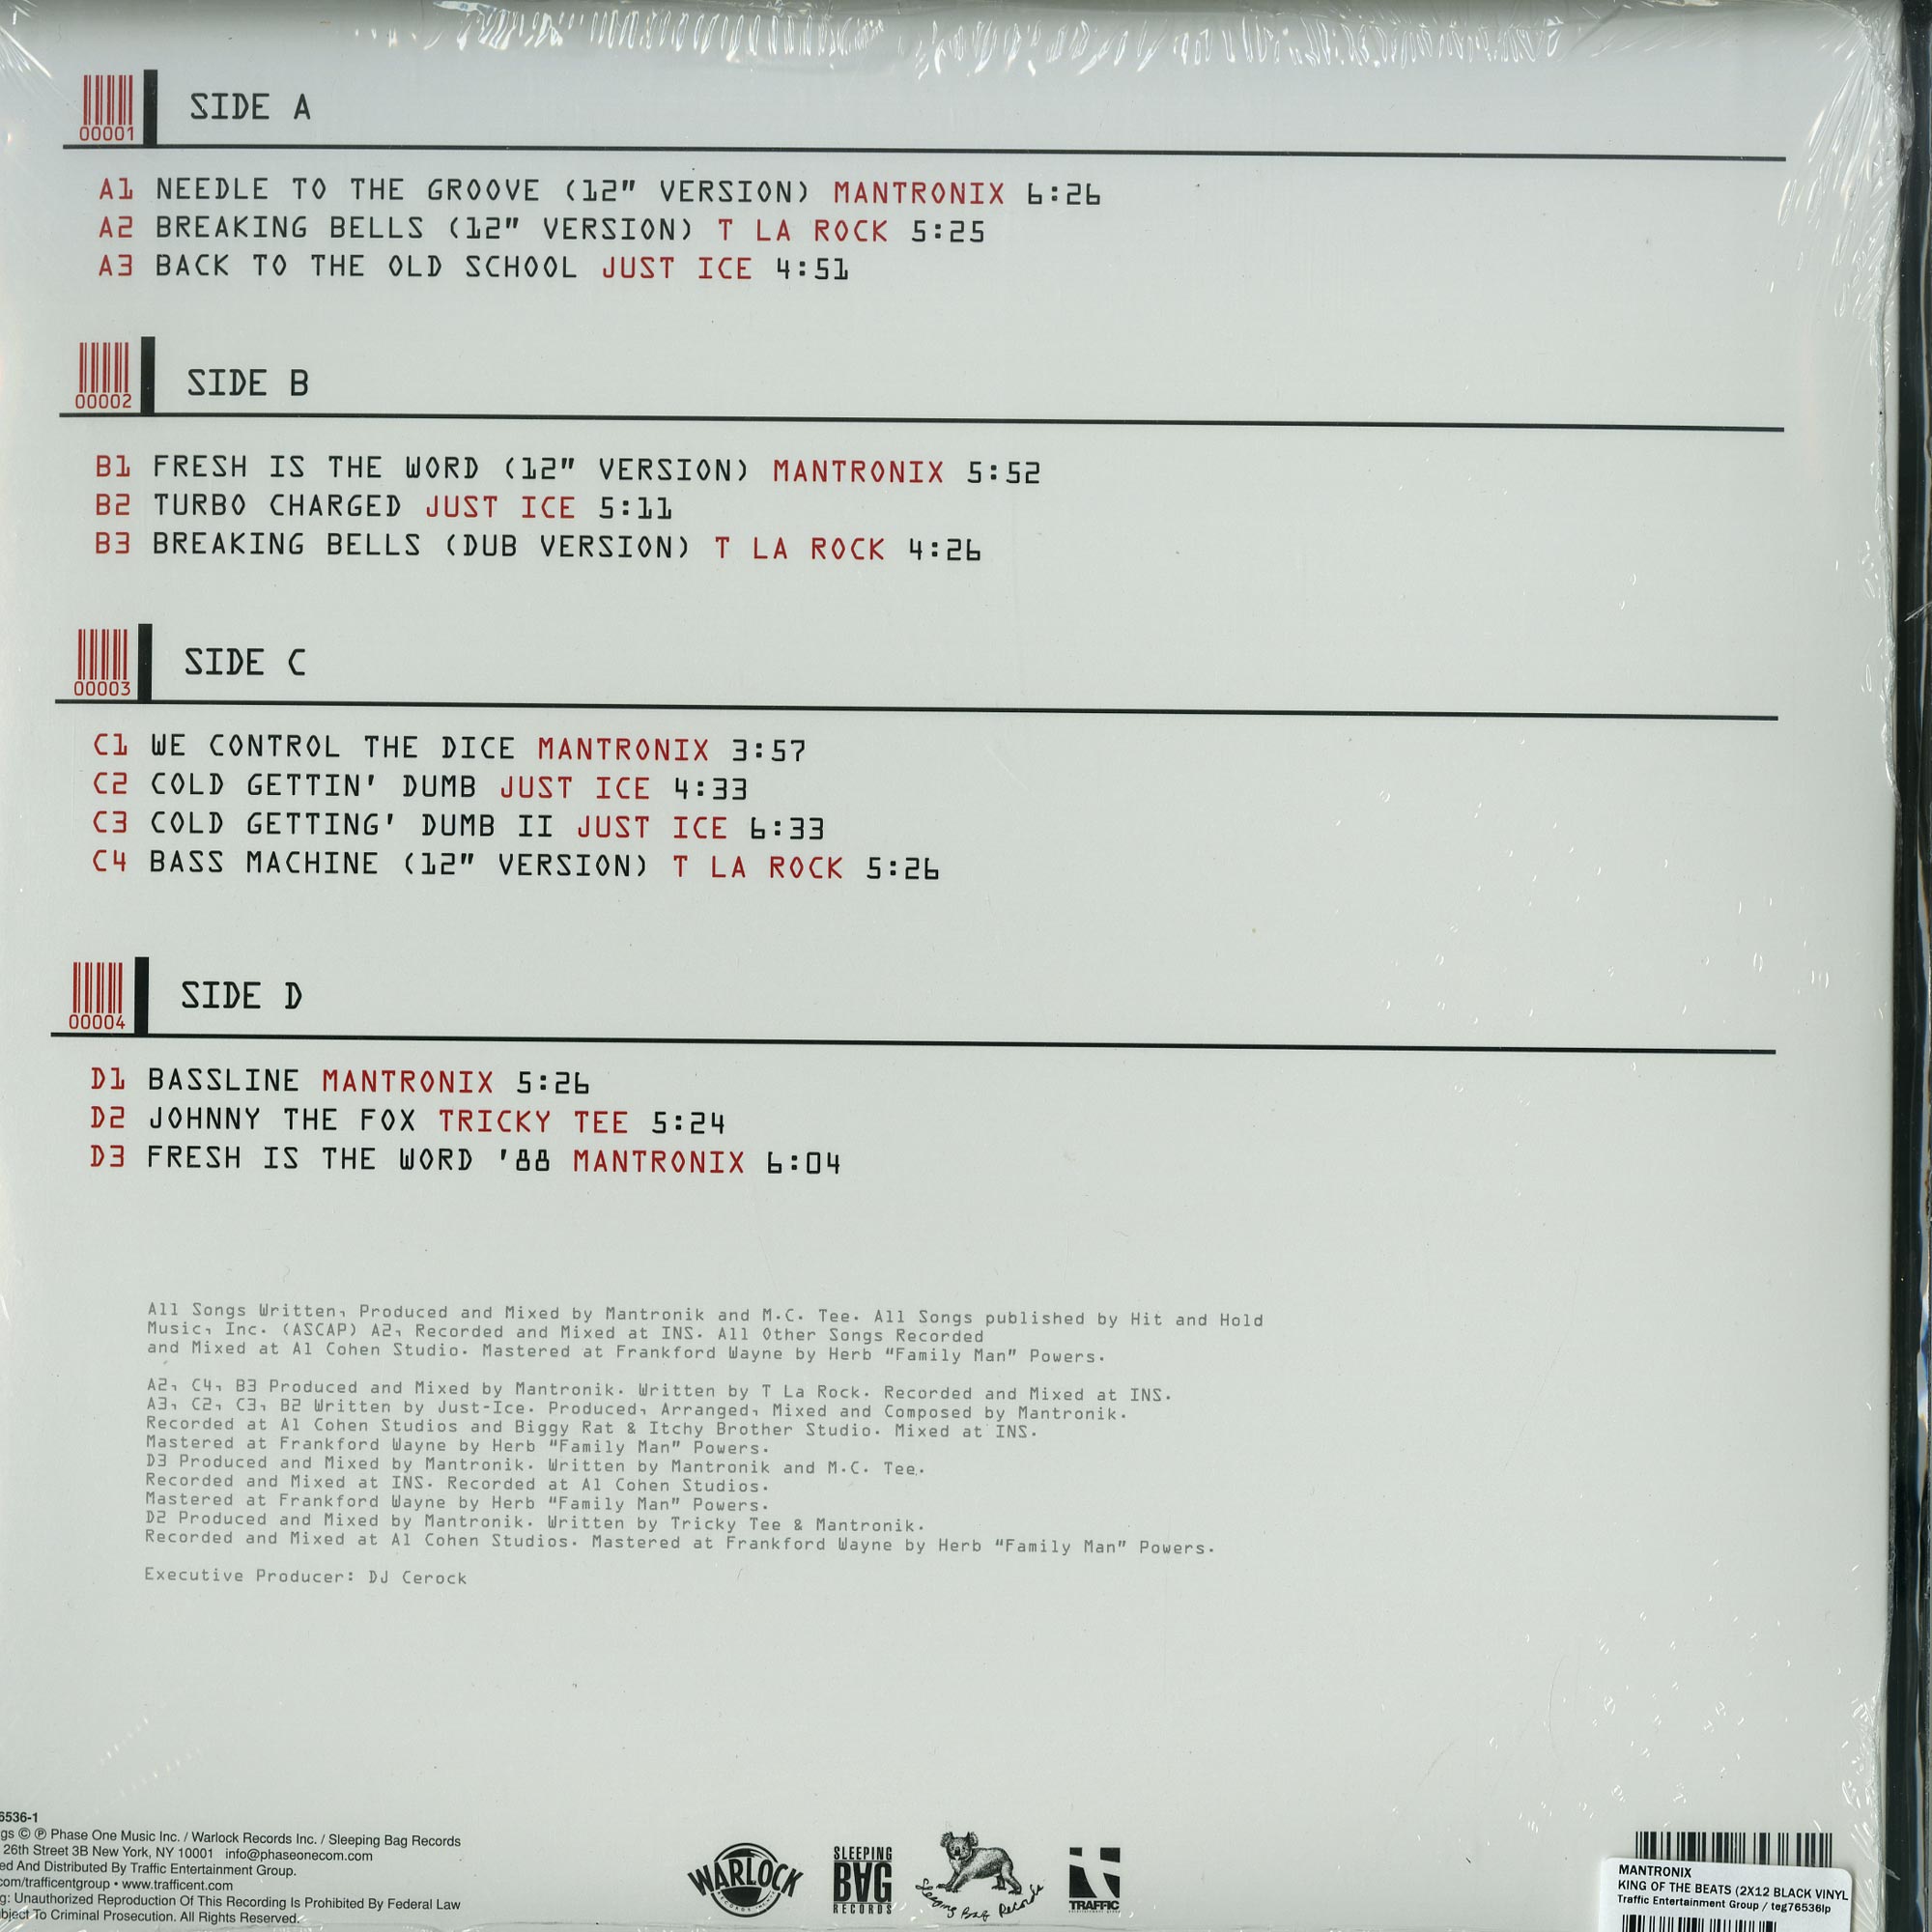 00001
SIDE A
A1 NEEDLE TO THE GROOVE (12" VERSION) MANTRONIX 6:26
A2 BREAKING BELLS (12" VERSION) T LA ROCK 5:25
A3 BACK TO THE OLD SCHOOL JUST ICE 4:51
00002
SIDE B
B1 FRESH IS THE WORD (12" VERSION) MANTRONIX 5:52
B2 TURBO CHARGED JUST ICE 5:11
B3 BREAKING BELLS (DUB VERSION) T LA ROCK 4:26
00003
SIDE C
C1 WE CONTROL THE DICE MANTRONIX 3:57
C2 COLD GETTIN' DUMB JUST ICE 4:33
C3 COLD GETTING' DUMB II JUST ICE 6:33
C4 BASS MACHINE (12" VERSION) T LA ROCK 5:26
00004
SIDE D
D1 BASSLINE MANTRONIX 5:26
D2 JOHNNY THE FOX TRICKY TEE 5:24
D3 FRESH IS THE WORD '88 MANTRONIX 6:04
All Songs Written, Produced and Mixed by Mantronik and M.C. Tee. All Songs published by Hit and Hold
Music, Inc. (ASCAP) A2, Recorded and Mixed at INS. All Other Songs Recorded
and Mixed at Al Cohen Studio. Mastered at Frankford Wayne by Herb "Family Man" Powers.
A2, C4, B3 Produced and Mixed by Mantronik. Written by T La Rock. Recorded and Mixed at INS.
A3, C2, C3, B2 Written by Just-Ice. Produced, Arranged, Mixed and Composed by Mantronik.
Recorded at Al Cohen Studios and Biggy Rat & Itchy Brother Studio. Mixed at INS.
Mastered at Frankford Wayne by Herb "Family Man" Powers.
D3 Produced and Mixed by Mantronik. Written by Mantronik and M.C. Tee.
Recorded and Mixed at INS. Recorded at Al Cohen Studios.
Mastered at Frankford Wayne by Herb "Family Man" Powers.
D2 Produced and Mixed by Mantronik. Written by Tricky Tee & Mantronik.
Recorded and Mixed at Al Cohen Studios. Mastered at Frankford Wayne by Herb "Family Man" Powers.
Executive Producer: DJ Cerock
6536-1
gs © ℗ Phase One Music Inc. / Warlock Records Inc. / Sleeping Bag Records
26th Street 3B New York, NY 10001 info@phaseonecom.com
ed And Distributed By Traffic Entertainment Group.
com/trafficentgroup • www.trafficent.com
g: Unauthorized Reproduction Of This Recording Is Prohibited By Federal Law
bject To Criminal Prosecution. All Rights Reserved.
WARLOCK
RECORDS INC.
SLEEPING
BAG
RECORDS
Sleeping Bag Records
TRAFFIC
MANTRONIX
KING OF THE BEATS (2X12 BLACK VINYL
Traffic Entertainment Group / teg76536lp